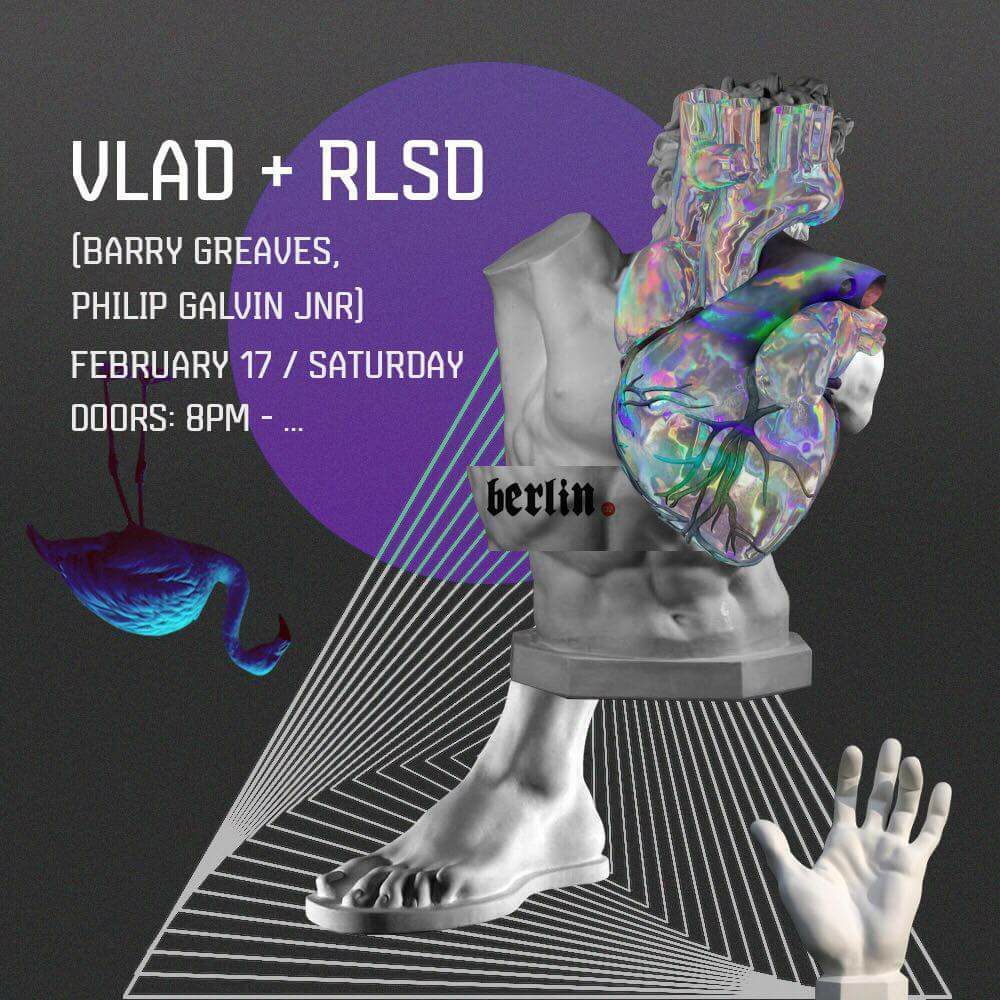 VLAD + RLSD
(BARRY GREAVES,
PHILIP GALVIN JNR)
FEBRUARY 17 / SATURDAY
DOORS: 8PM - ...
berlin.